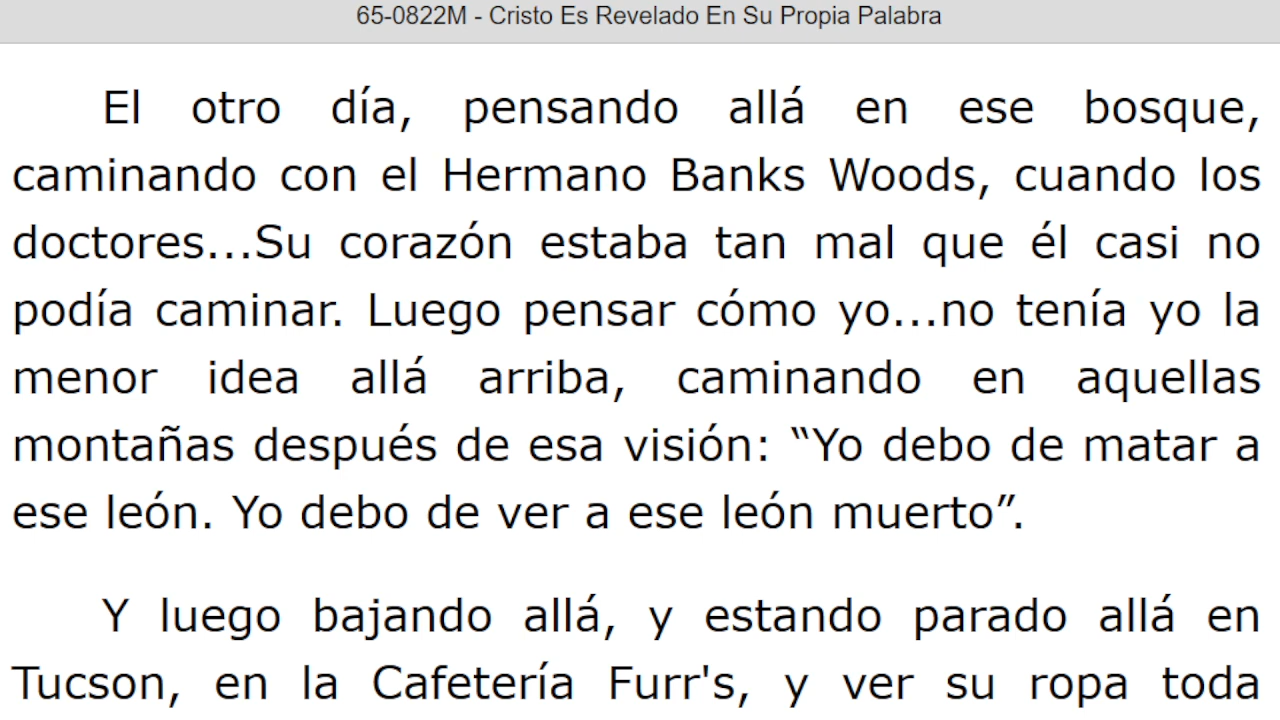 65-0822M - Cristo Es Revelado En Su Propia Palabra
El otro día, pensando allá en ese bosque,
caminando con el Hermano Banks Woods, cuando los
doctores...Su corazón estaba tan mal que él casi no
podía caminar. Luego pensar cómo yo...no tenía yo la
menor idea allá arriba, caminando en aquellas
montañas después de esa visión: “Yo debo de matar a
ese león. Yo debo de ver a ese león muerto”.
Y luego bajando allá, y estando parado allá en
Tucson, en la Cafetería Furr's, y ver su ropa toda